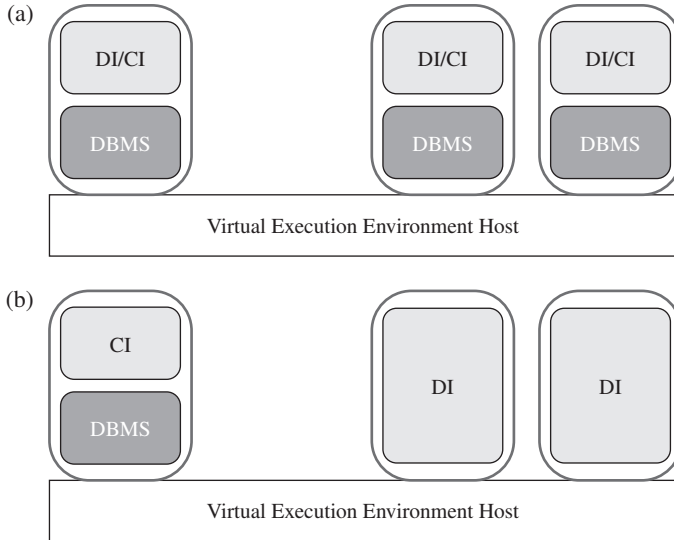 (a)
DI/CI DI/CI DI/CI
DBMS DBMS DBMS
Virtual Execution Environment Host
(b)
CI
DI DI
DBMS
Virtual Execution Environment Host